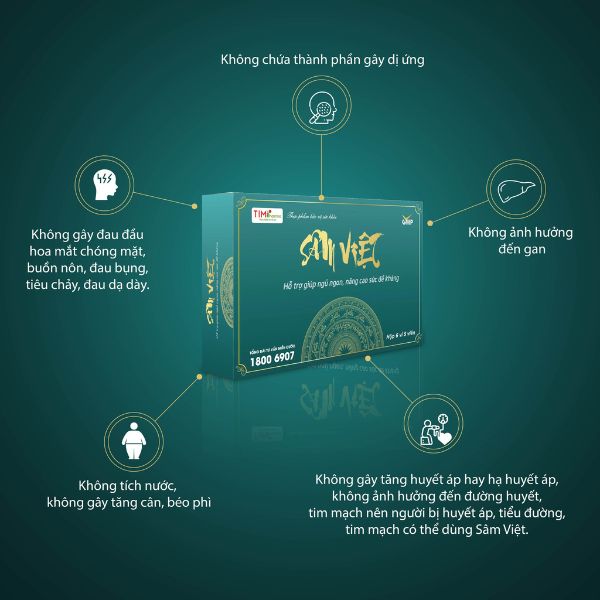 Không chứa thành phần gây dị ứng
Không gây đau đầu
hoa mắt chóng mặt,
buồn nôn, đau bụng,
tiêu chảy, đau dạ dày.
Không ảnh hưởng
đến gan
TIMI
Thực phẩm bảo vệ sức khỏe
GMP
SÂM VIỆT
Hỗ trợ giúp ngủ ngon, nâng cao sức đề kháng
SÂM VIỆT
TỔNG ĐÀI TƯ VẤN MIỄN CƯỚC
1800 6907
Hộp 6 vỉ 5 viên
Không tích nước,
không gây tăng cân, béo phì
Không gây tăng huyết áp hay hạ huyết áp,
không ảnh hưởng đến đường huyết,
tim mạch nên người bị huyết áp, tiểu đường,
tim mạch có thể dùng Sâm Việt.